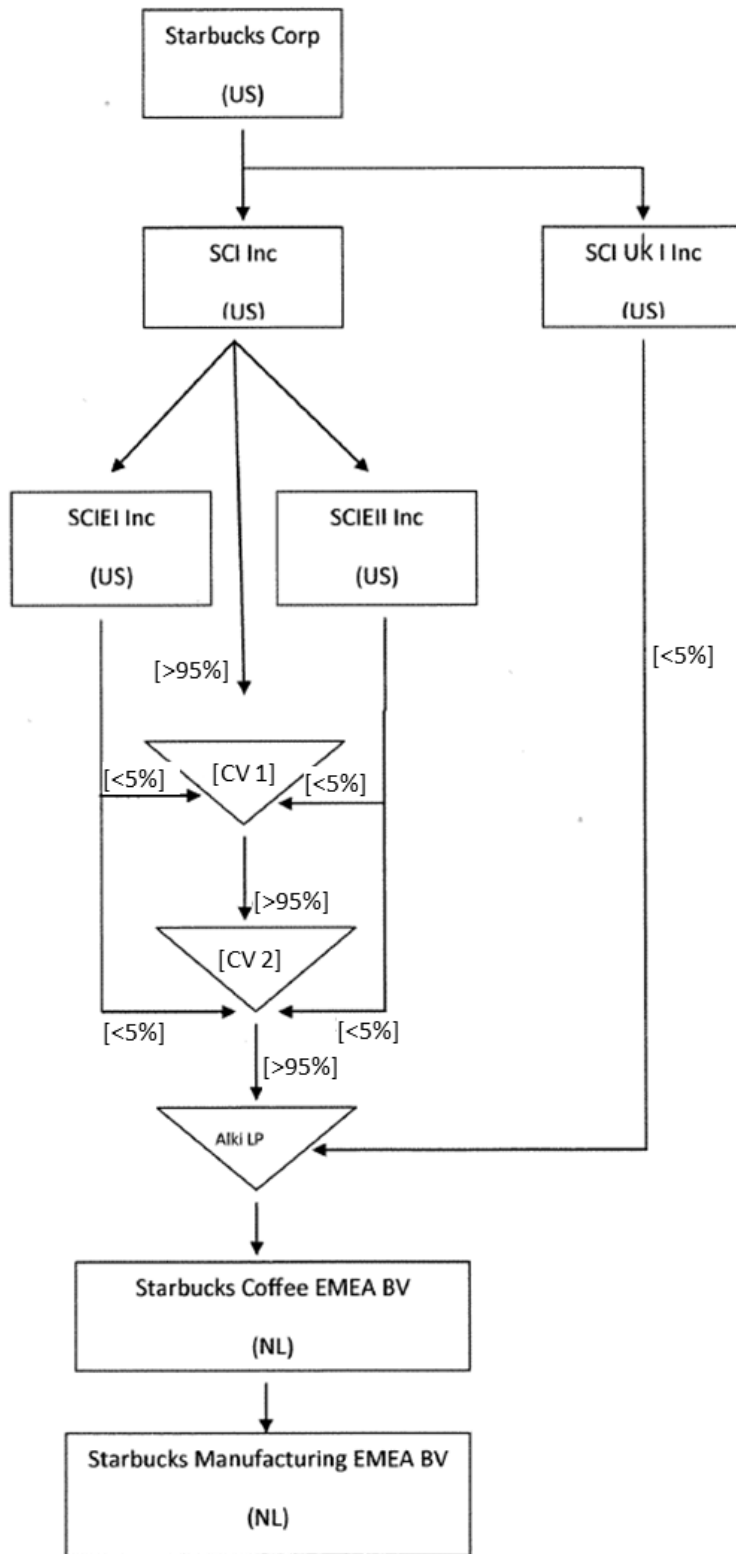 Starbucks Corp
(US)
SCI Inc
(US)
SCI UK I Inc
(US)
SCIEI Inc
(US)
SCIEII Inc
(US)
[>95%]
[<5%]
[<5%]
[CV 1]
[<5%]
[>95%]
[CV 2]
[<5%]
[<5%]
[>95%]
Alki LP
Starbucks Coffee EMEA BV
(NL)
Starbucks Manufacturing EMEA BV
(NL)